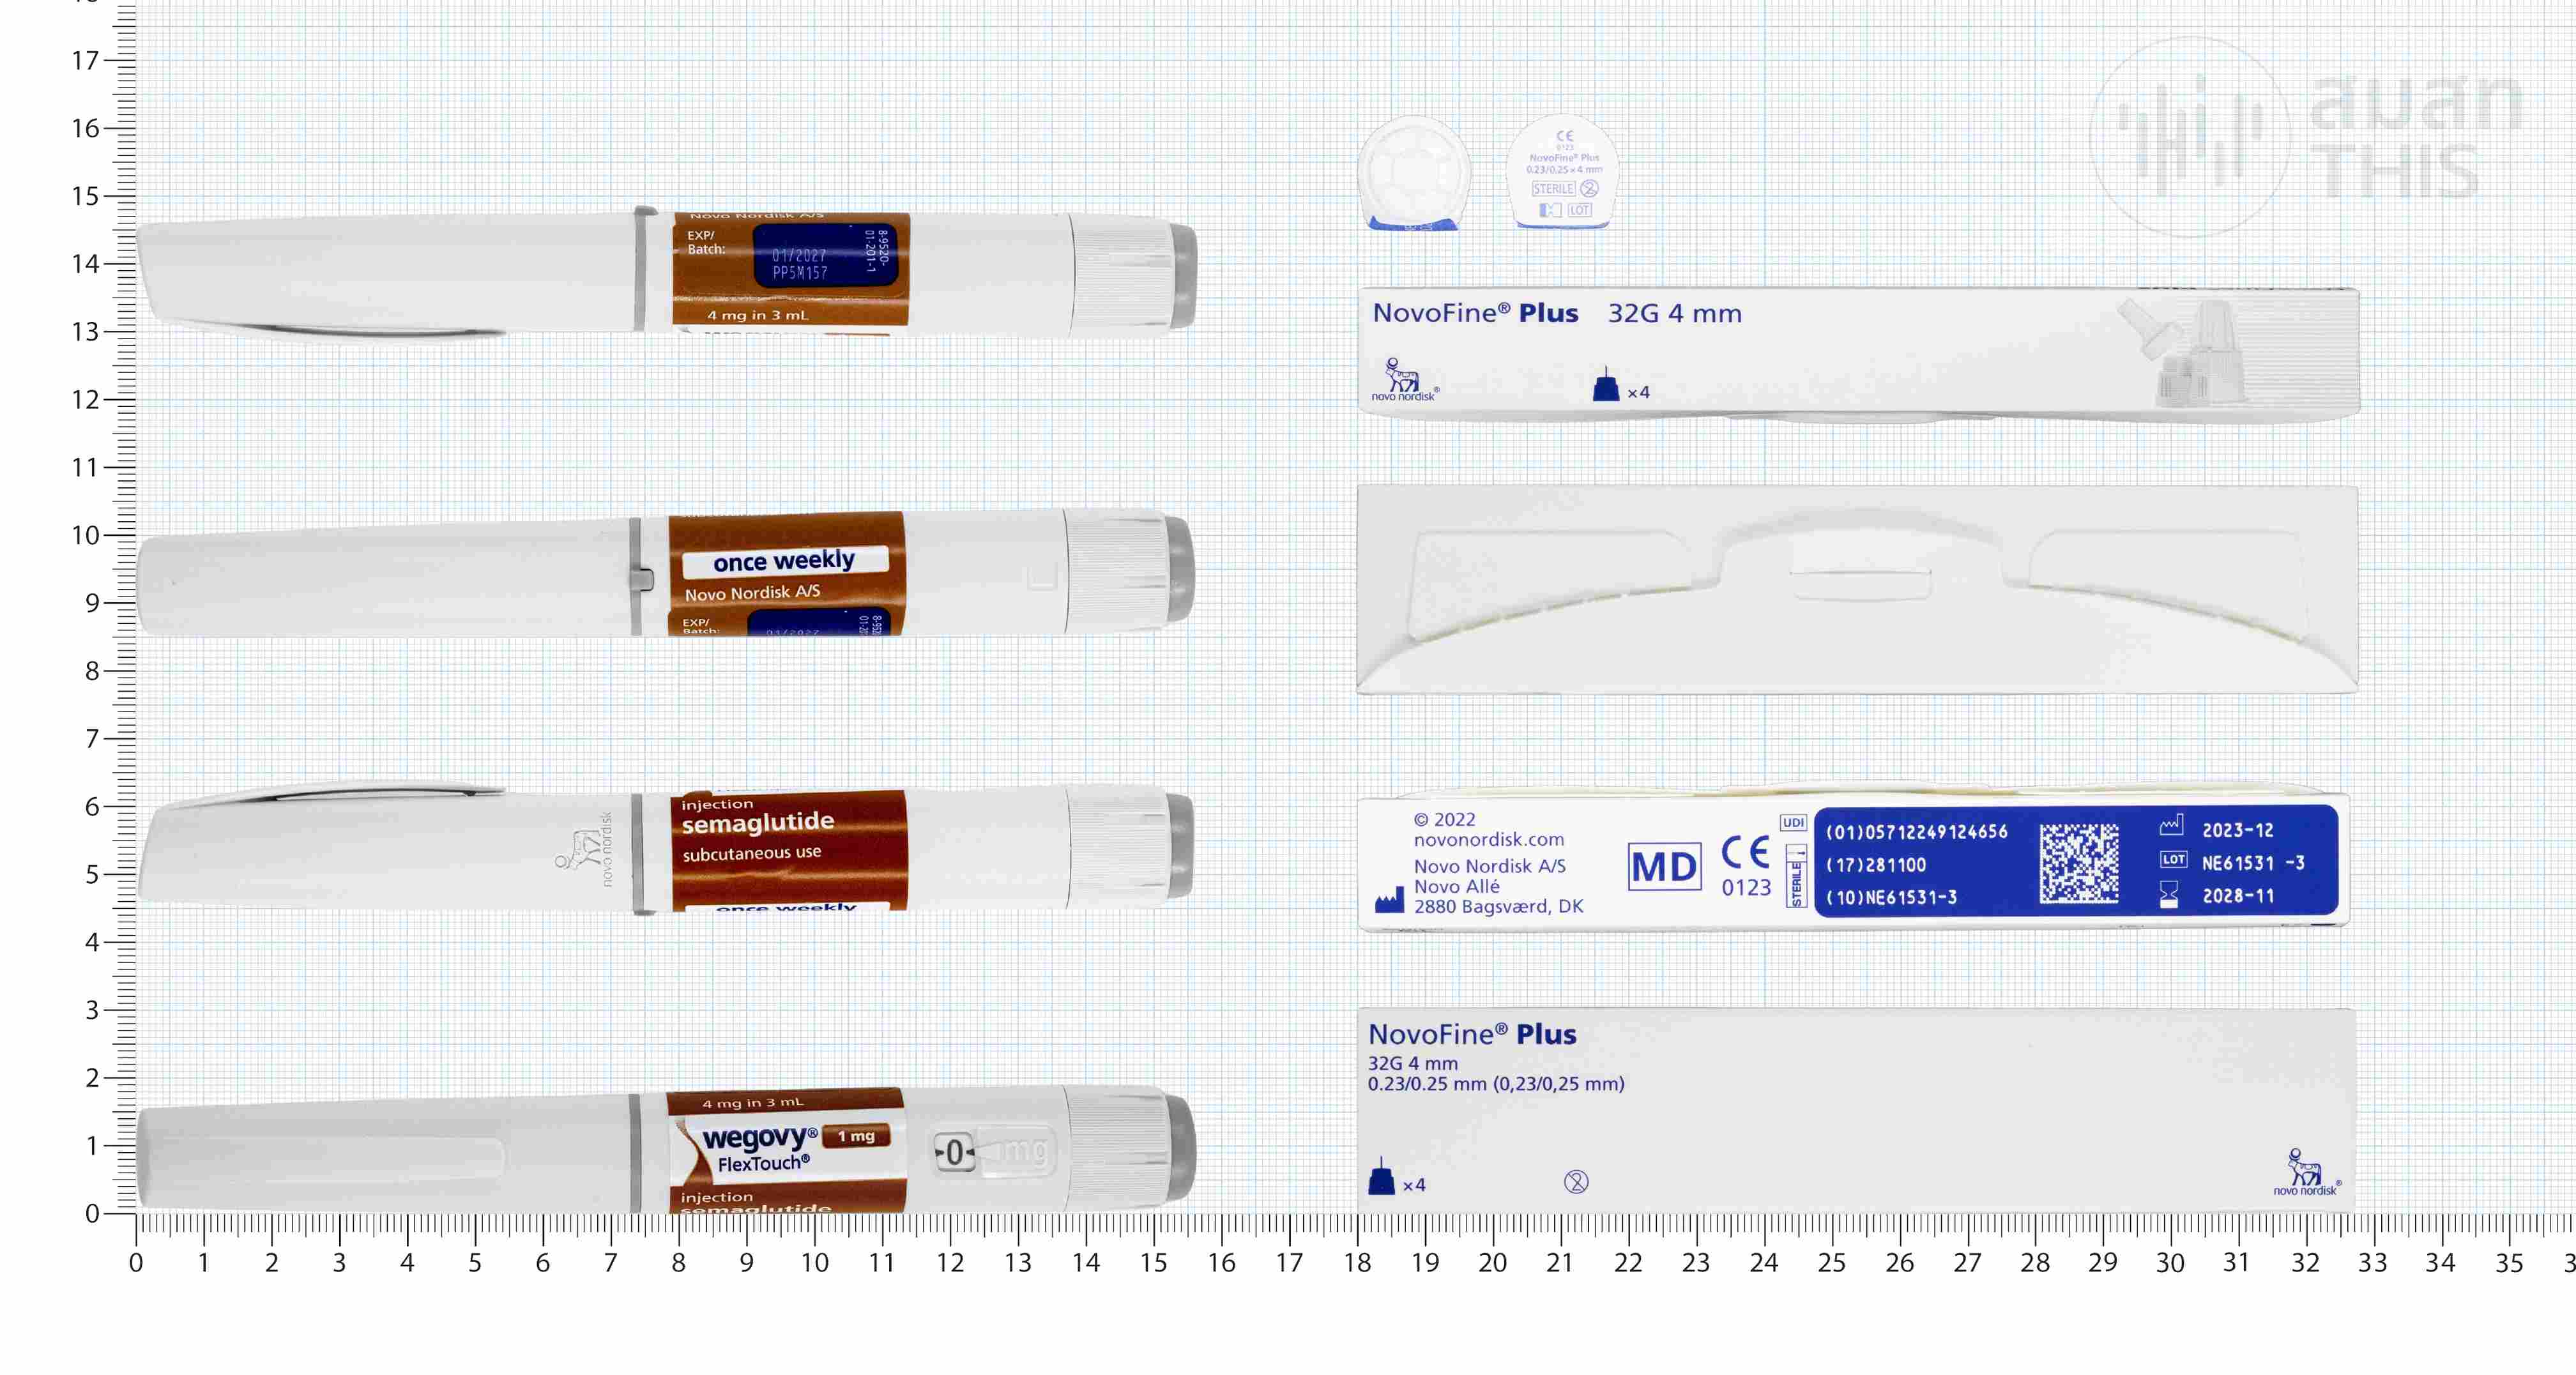 สมสท
THIS
Novo Nordisk A/S
EXP/
Batch:
01/2027
PP5M157
8-9520-
01-201-1
4 mg in 3 mL
once weekly
Novo Nordisk A/S
EXP/
Batch:
01/2027
injection
semaglutide
subcutaneous use
once weekly
novo nordisk
4 mg in 3 mL
wegovy® 1 mg
FlexTouch®
injection
semaglutide
0 mg
CE
0123
NovoFine® Plus
0.23/0.25 × 4 mm
STERILE 2
LOT
NovoFine® Plus 32G 4 mm
novo nordisk®
×4
© 2022
novonordisk.com
Novo Nordisk A/S
Novo Allé
2880 Bagsværd, DK
MD
CE
0123
UDI
STERILE
(01)05712249124656
(17)281100
(10)NE61531-3
2023-12
LOT NE61531 -3
2028-11
NovoFine® Plus
32G 4 mm
0.23/0.25 mm (0,23/0,25 mm)
×4
2
novo nordisk®
17
16
15
14
13
12
11
10
9
8
7
6
5
4
3
2
1
0
0 1 2 3 4 5 6 7 8 9 10 11 12 13 14 15 16 17 18 19 20 21 22 23 24 25 26 27 28 29 30 31 32 33 34 35